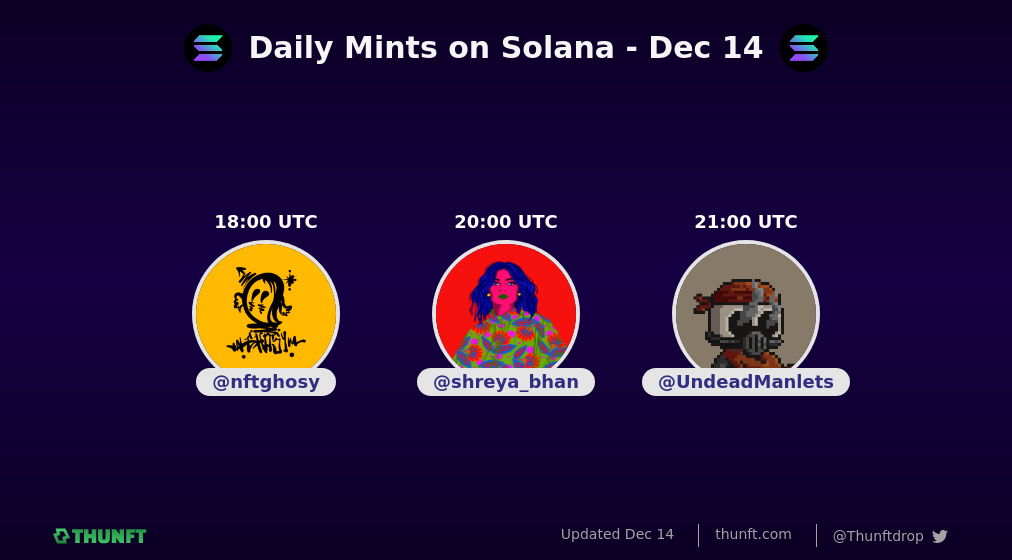 Daily Mints on Solana - Dec 14
18:00 UTC
20:00 UTC
21:00 UTC
@nftghosy
@shreya_bhan
@UndeadManlets
THUNFT
Updated Dec 14
thunft.com
@Thunftdrop